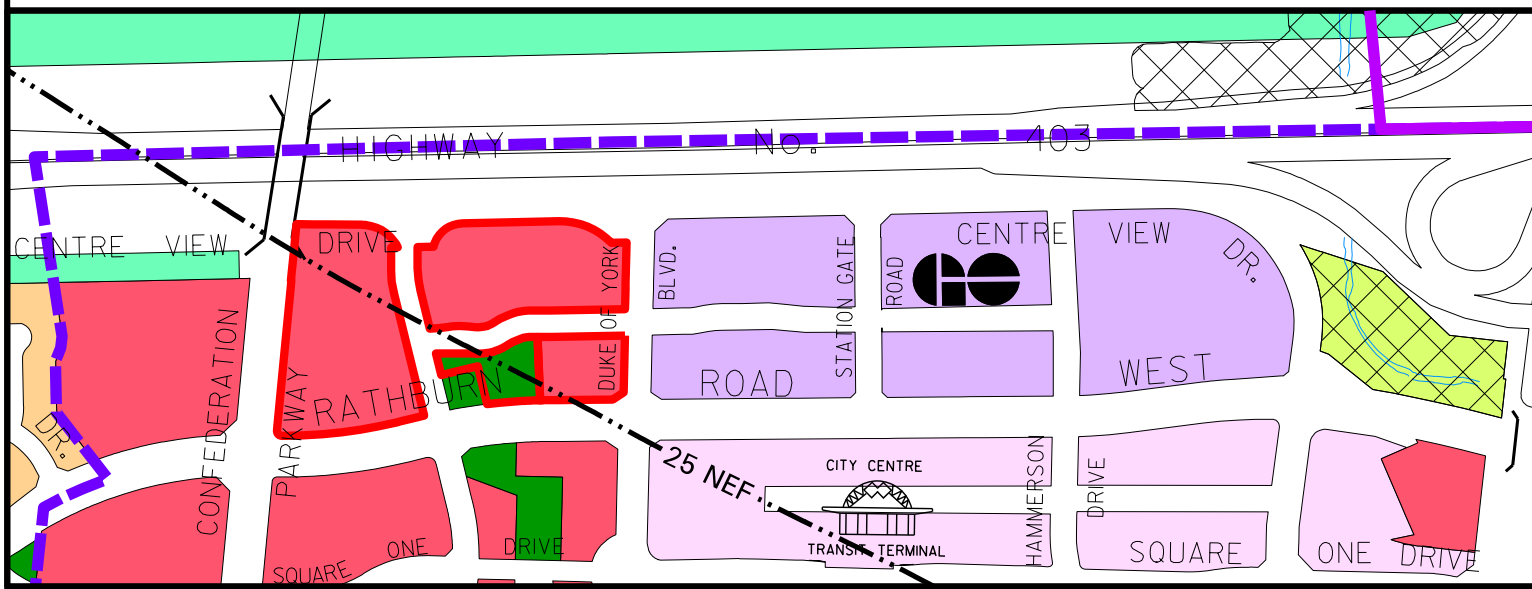 HIGHWAY No. 403
CENTRE VIEW DRIVE
CENTRE VIEW DR.
DUKE OF YORK BLVD.
STATION GATE ROAD
GO
CONFEDERATION PARKWAY
DR.
RATHBURN ROAD WEST
25 NEF
CITY CENTRE
TRANSIT TERMINAL
HAMMERSON DRIVE
SQUARE ONE DRIVE
SQUARE ONE DRIVE